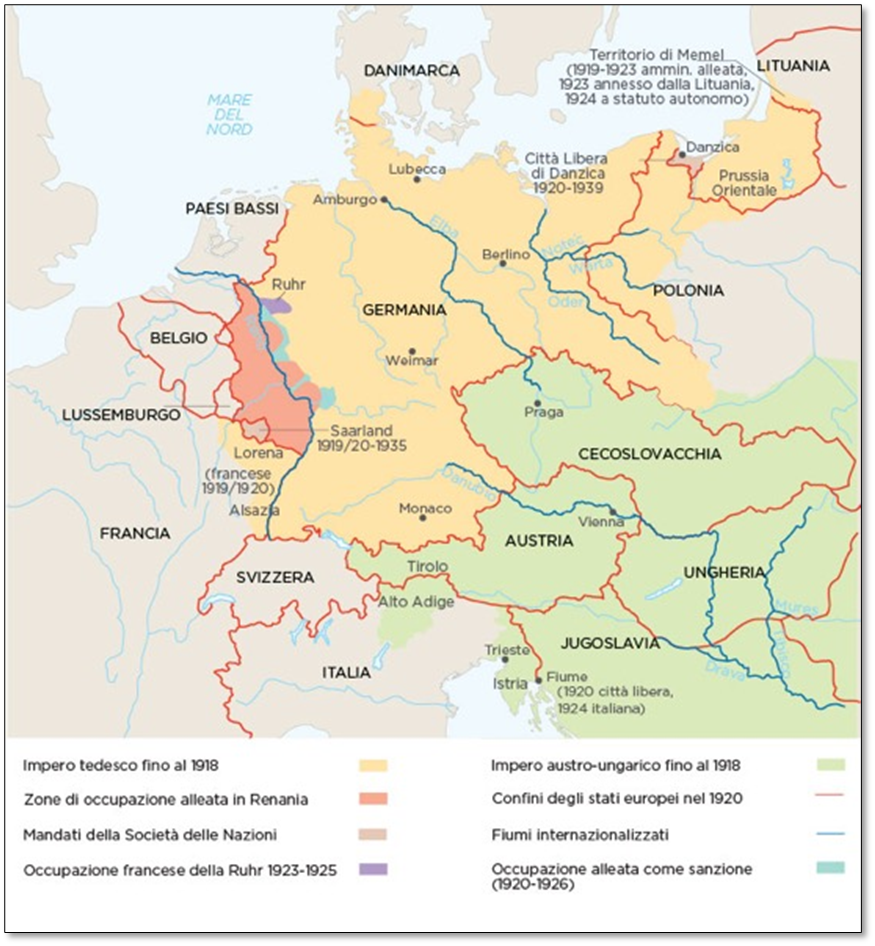 DANIMARCA
Territorio di Memel
(1919-1923 ammin. alleata,
1923 annesso dalla Lituania,
1924 a statuto autonomo)
LITUANIA
MARE
DEL
NORD
Città Libera
di Danzica
1920-1939
Danzica
Prussia
Orientale
Lubecca
Amburgo
PAESI BASSI
Elba
Berlino
Notec
Warta
Oder
POLONIA
Ruhr
GERMANIA
BELGIO
Weimar
LUSSEMBURGO
Praga
Saarland
1919/20-1935
Lorena
(francese
1919/1920)
Alsazia
CECOSLOVACCHIA
Danubio
Monaco
Vienna
FRANCIA
AUSTRIA
SVIZZERA
Tirolo
UNGHERIA
Alto Adige
Mures
JUGOSLAVIA
Trieste
Drava
ITALIA
Istria
Fiume
(1920 città libera,
1924 italiana)
Impero tedesco fino al 1918
Zone di occupazione alleata in Renania
Mandati della Società delle Nazioni
Occupazione francese della Ruhr 1923-1925
Impero austro-ungarico fino al 1918
Confini degli stati europei nel 1920
Fiumi internazionalizzati
Occupazione alleata come sanzione
(1920-1926)